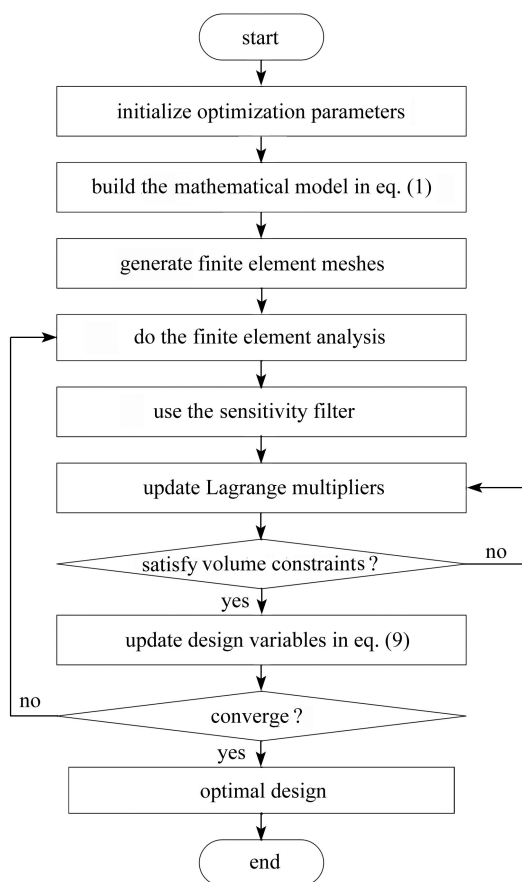 start
initialize optimization parameters
build the mathematical model in eq. (1)
generate finite element meshes
do the finite element analysis
use the sensitivity filter
update Lagrange multipliers
satisfy volume constraints ?
no
yes
update design variables in eq. (9)
no
converge ?
yes
optimal design
end